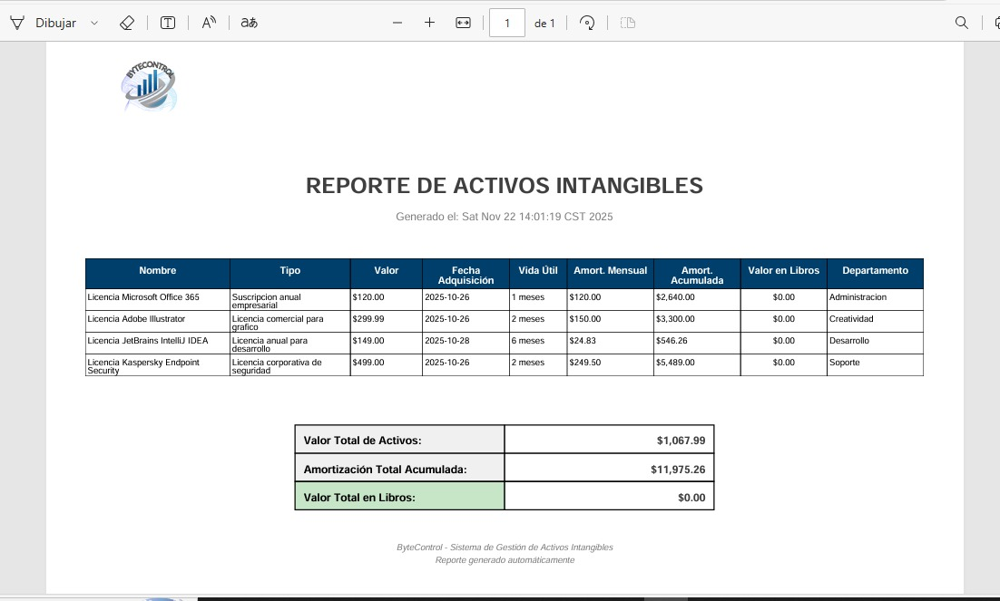 Dibujar
1 de 1
BYTECONTROL
REPORTE DE ACTIVOS INTANGIBLES
Generado el: Sat Nov 22 14:01:19 CST 2025
Nombre Tipo Valor Fecha Adquisición Vida Útil Amort. Mensual Amort. Acumulada Valor en Libros Departamento
Licencia Microsoft Office 365 Suscripcion anual empresarial $120.00 2025-10-26 1 meses $120.00 $2,640.00 $0.00 Administracion
Licencia Adobe Illustrator Licencia comercial para grafico $299.99 2025-10-26 2 meses $150.00 $3,300.00 $0.00 Creatividad
Licencia JetBrains IntelliJ IDEA Licencia anual para desarrollo $149.00 2025-10-28 6 meses $24.83 $546.26 $0.00 Desarrollo
Licencia Kaspersky Endpoint Security Licencia corporativa de seguridad $499.00 2025-10-26 2 meses $249.50 $5,489.00 $0.00 Soporte
Valor Total de Activos: $1,067.99
Amortización Total Acumulada: $11,975.26
Valor Total en Libros: $0.00
ByteControl - Sistema de Gestión de Activos Intangibles
Reporte generado automáticamente